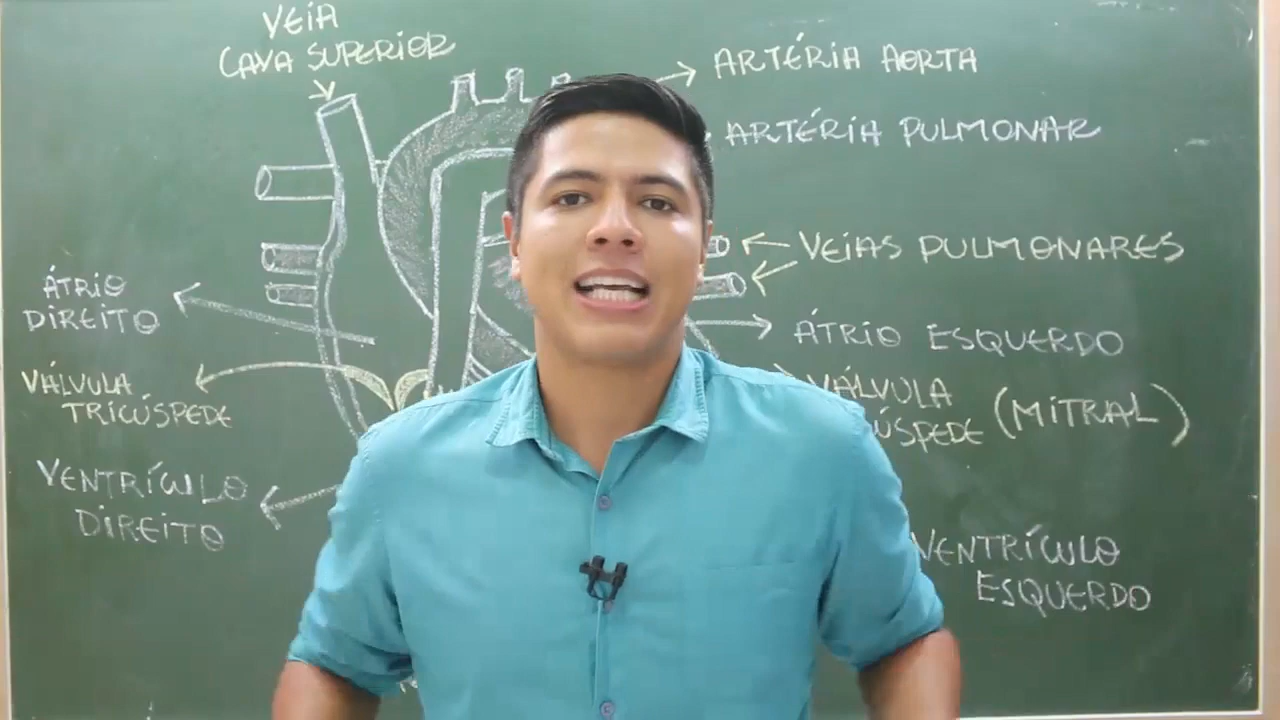 VEIA
CAVA SUPERIOR
ARTÉRIA AORTA
ARTÉRIA PULMONAR
VEIAS PULMONARES
ÁTRIO
DIREITO
ÁTRIO ESQUERDO
VÁLVULA
TRICÚSPEDE
VÁLVULA
ÚSPEDE (MITRAL)
VENTRÍCULO
DIREITO
VENTRÍCULO
ESQUERDO